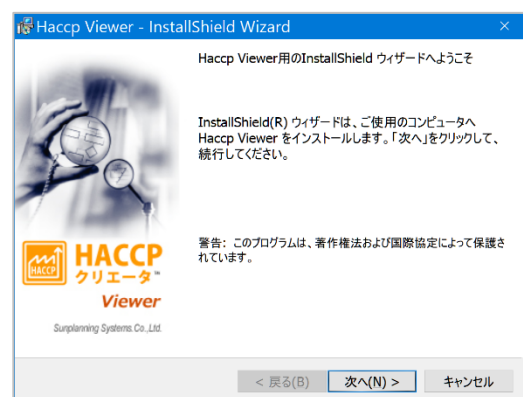 Haccp Viewer - InstallShield Wizard
Haccp Viewer用のInstallShield ウィザードへようこそ
InstallShield(R) ウィザードは、ご使用のコンピュータへ
Haccp Viewer をインストールします。「次へ」をクリックして、
続行してください。
警告: このプログラムは、著作権法および国際協定によって保護さ
れています。
HACCP
HACCP
クリエータ™
Viewer
Sunplanning Systems.Co.,Ltd.
< 戻る(B)
次へ(N) >
キャンセル